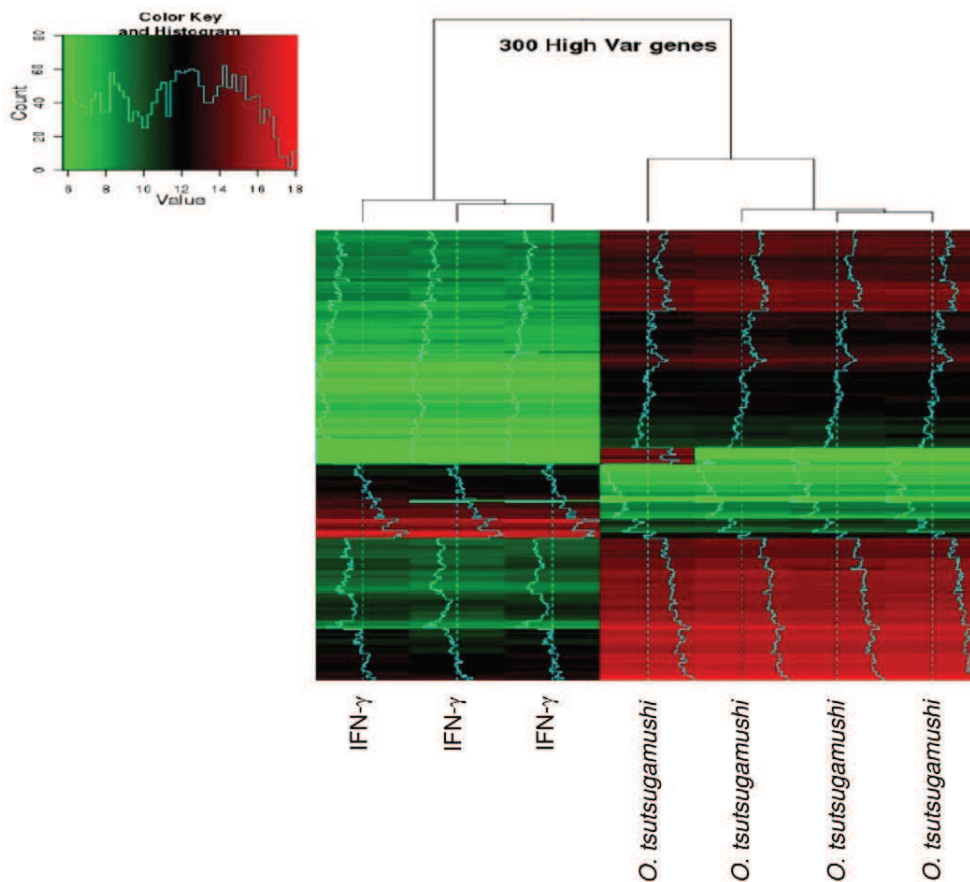 Color Key
and Histogram
Count
0 20 40 60 80
6 8 10 12 14 16 18
Value
300 High Var genes
IFN-γ
IFN-γ
IFN-γ
O. tsutsugamushi
O. tsutsugamushi
O. tsutsugamushi
O. tsutsugamushi